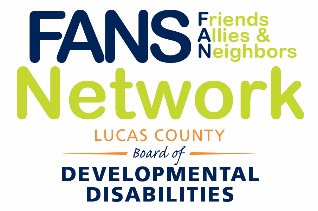 FANS Friends
Allies &
Neighbors
Network
LUCAS COUNTY
Board of
DEVELOPMENTAL
DISABILITIES